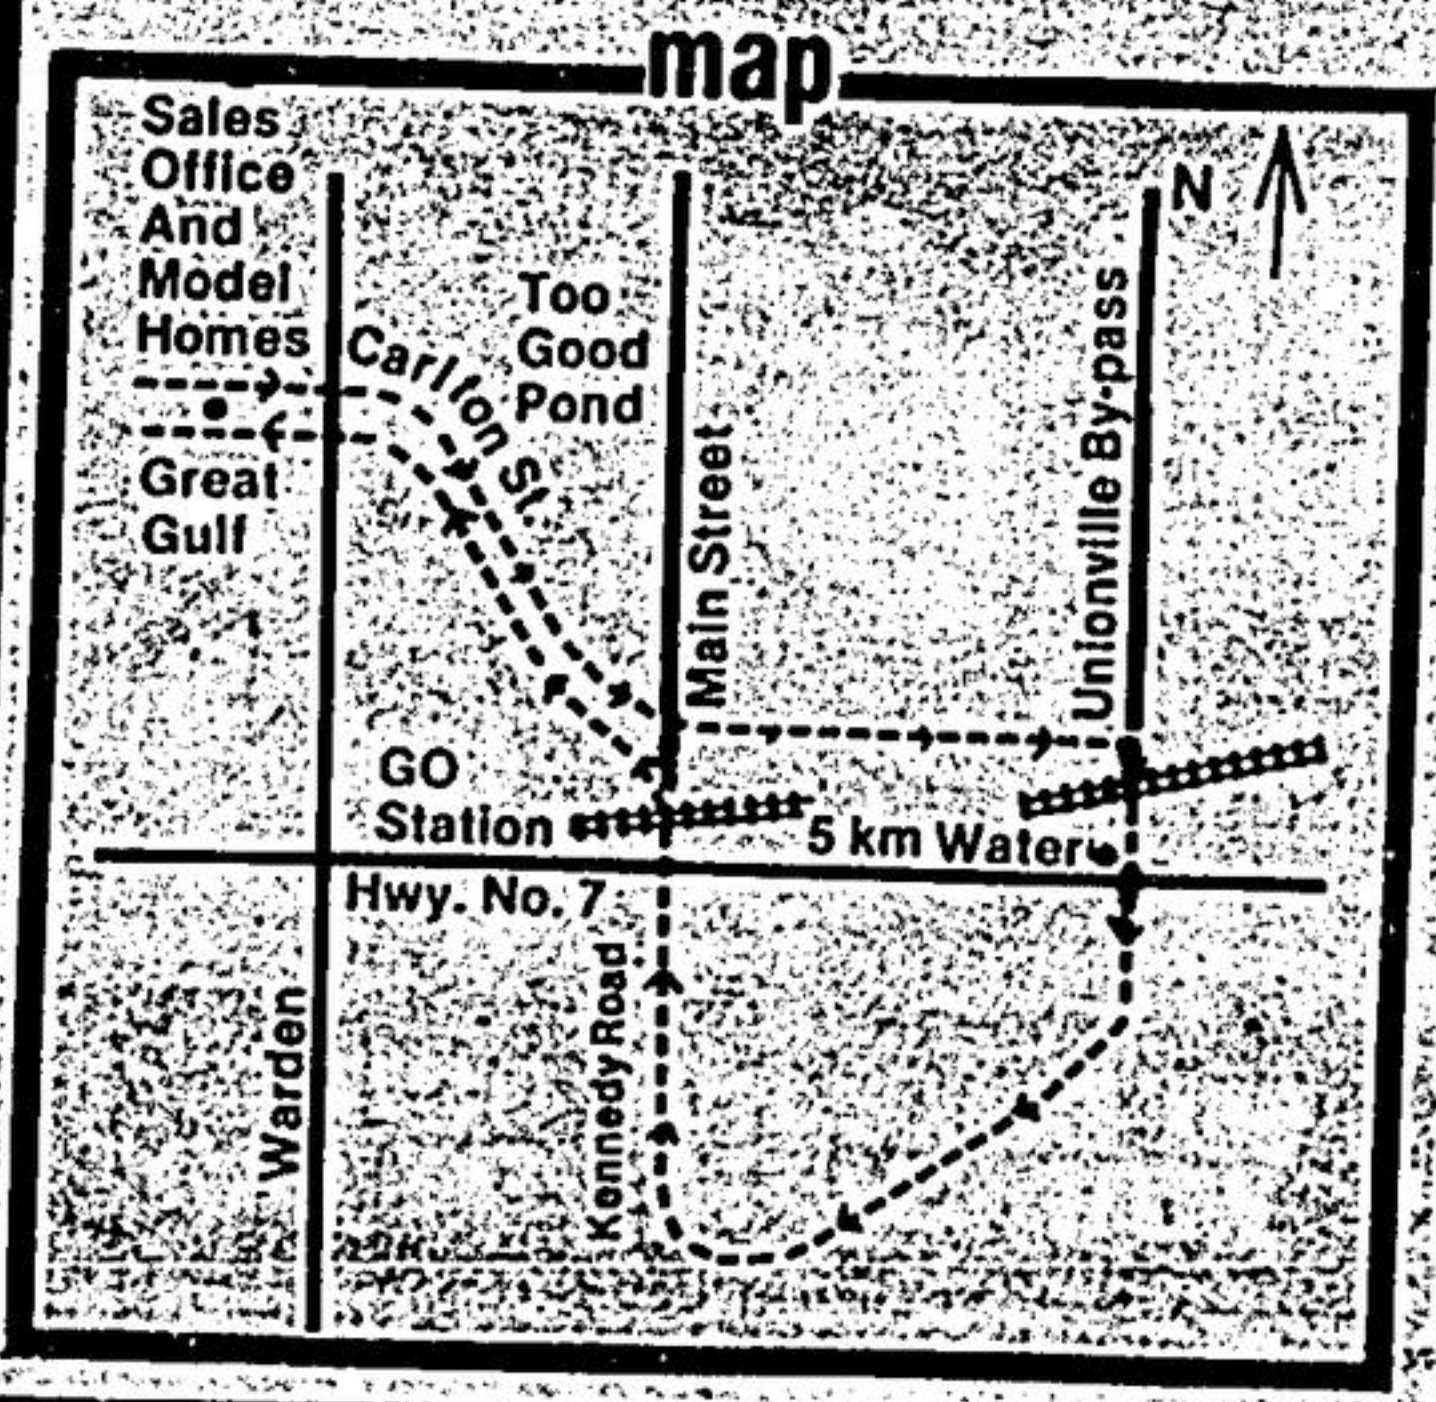 map
Sales
Office
And
Model
Homes
Great
Gulf
Carlton St.
Too
Good
Pond
Main Street
Unionville By-pass
N
GO
Station
5 km Water
Hwy. No. 7
Kennedy Road
Warden